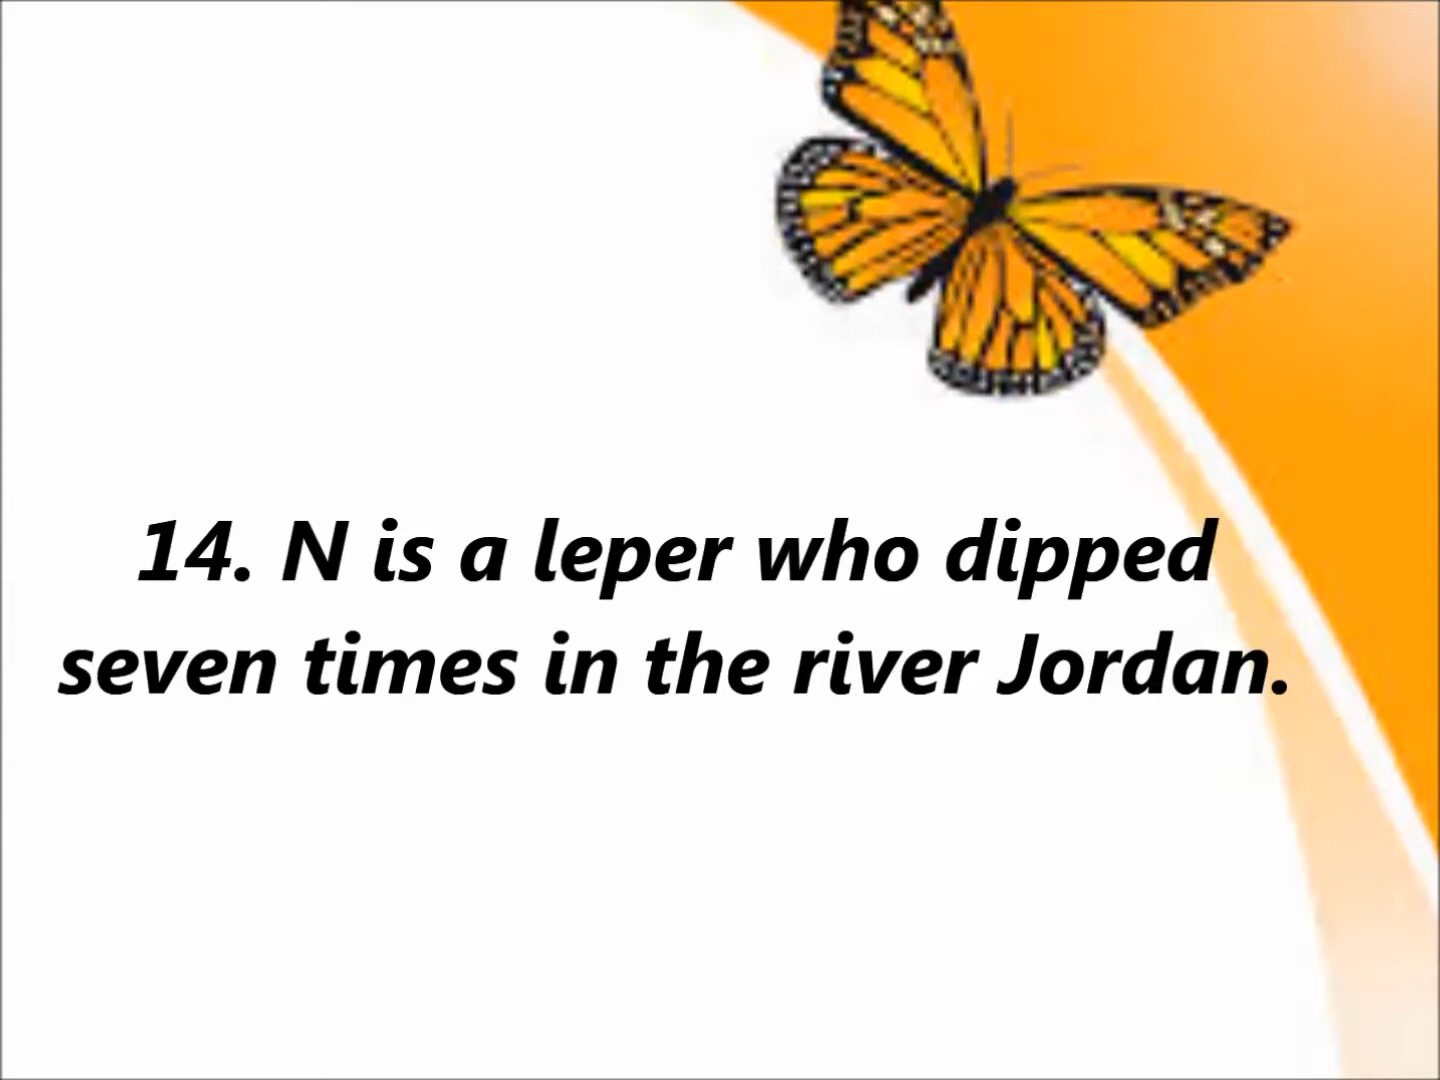 14. N is a leper who dipped
seven times in the river Jordan.